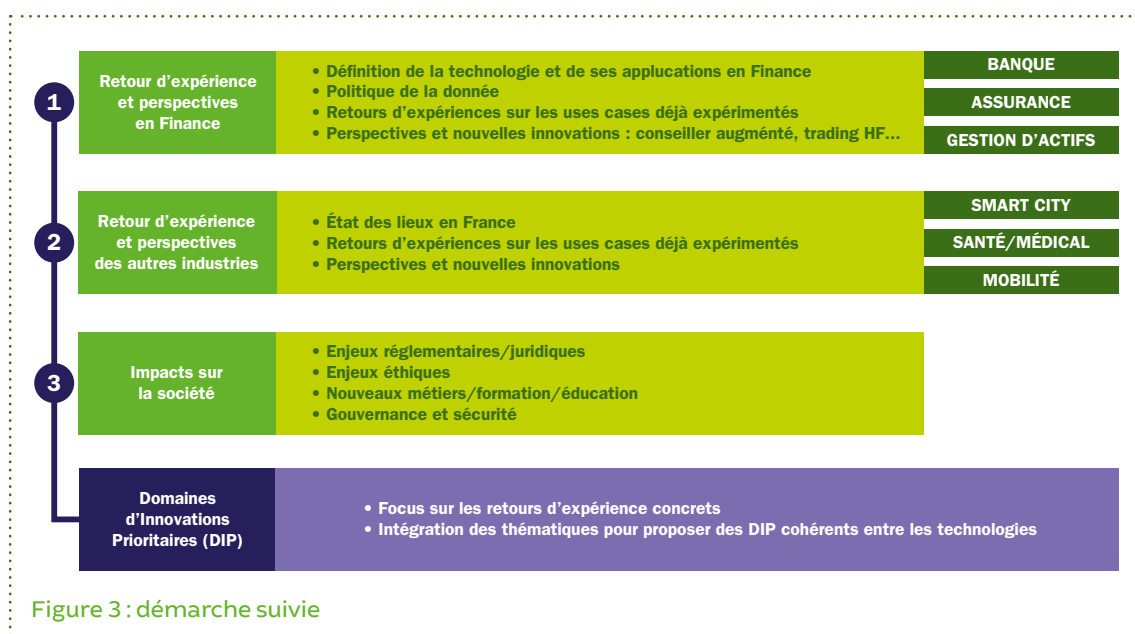 1
Retour d'expérience
et perspectives
en Finance
• Définition de la technologie et de ses applucations en Finance
• Politique de la donnée
• Retours d'expériences sur les uses cases déjà expérimentés
• Perspectives et nouvelles innovations : conseiller augménté, trading HF...
BANQUE
ASSURANCE
GESTION D'ACTIFS
2
Retour d'expérience
et perspectives
des autres industries
• État des lieux en France
• Retours d'expériences sur les uses cases déjà expérimentés
• Perspectives et nouvelles innovations
SMART CITY
SANTÉ/MÉDICAL
MOBILITÉ
3
Impacts sur
la société
• Enjeux réglementaires/juridiques
• Enjeux éthiques
• Nouveaux métiers/formation/éducation
• Gouvernance et sécurité
Domaines
d'Innovations
Prioritaires (DIP)
• Focus sur les retours d'expérience concrets
• Intégration des thématiques pour proposer des DIP cohérents entre les technologies
Figure 3 : démarche suivie